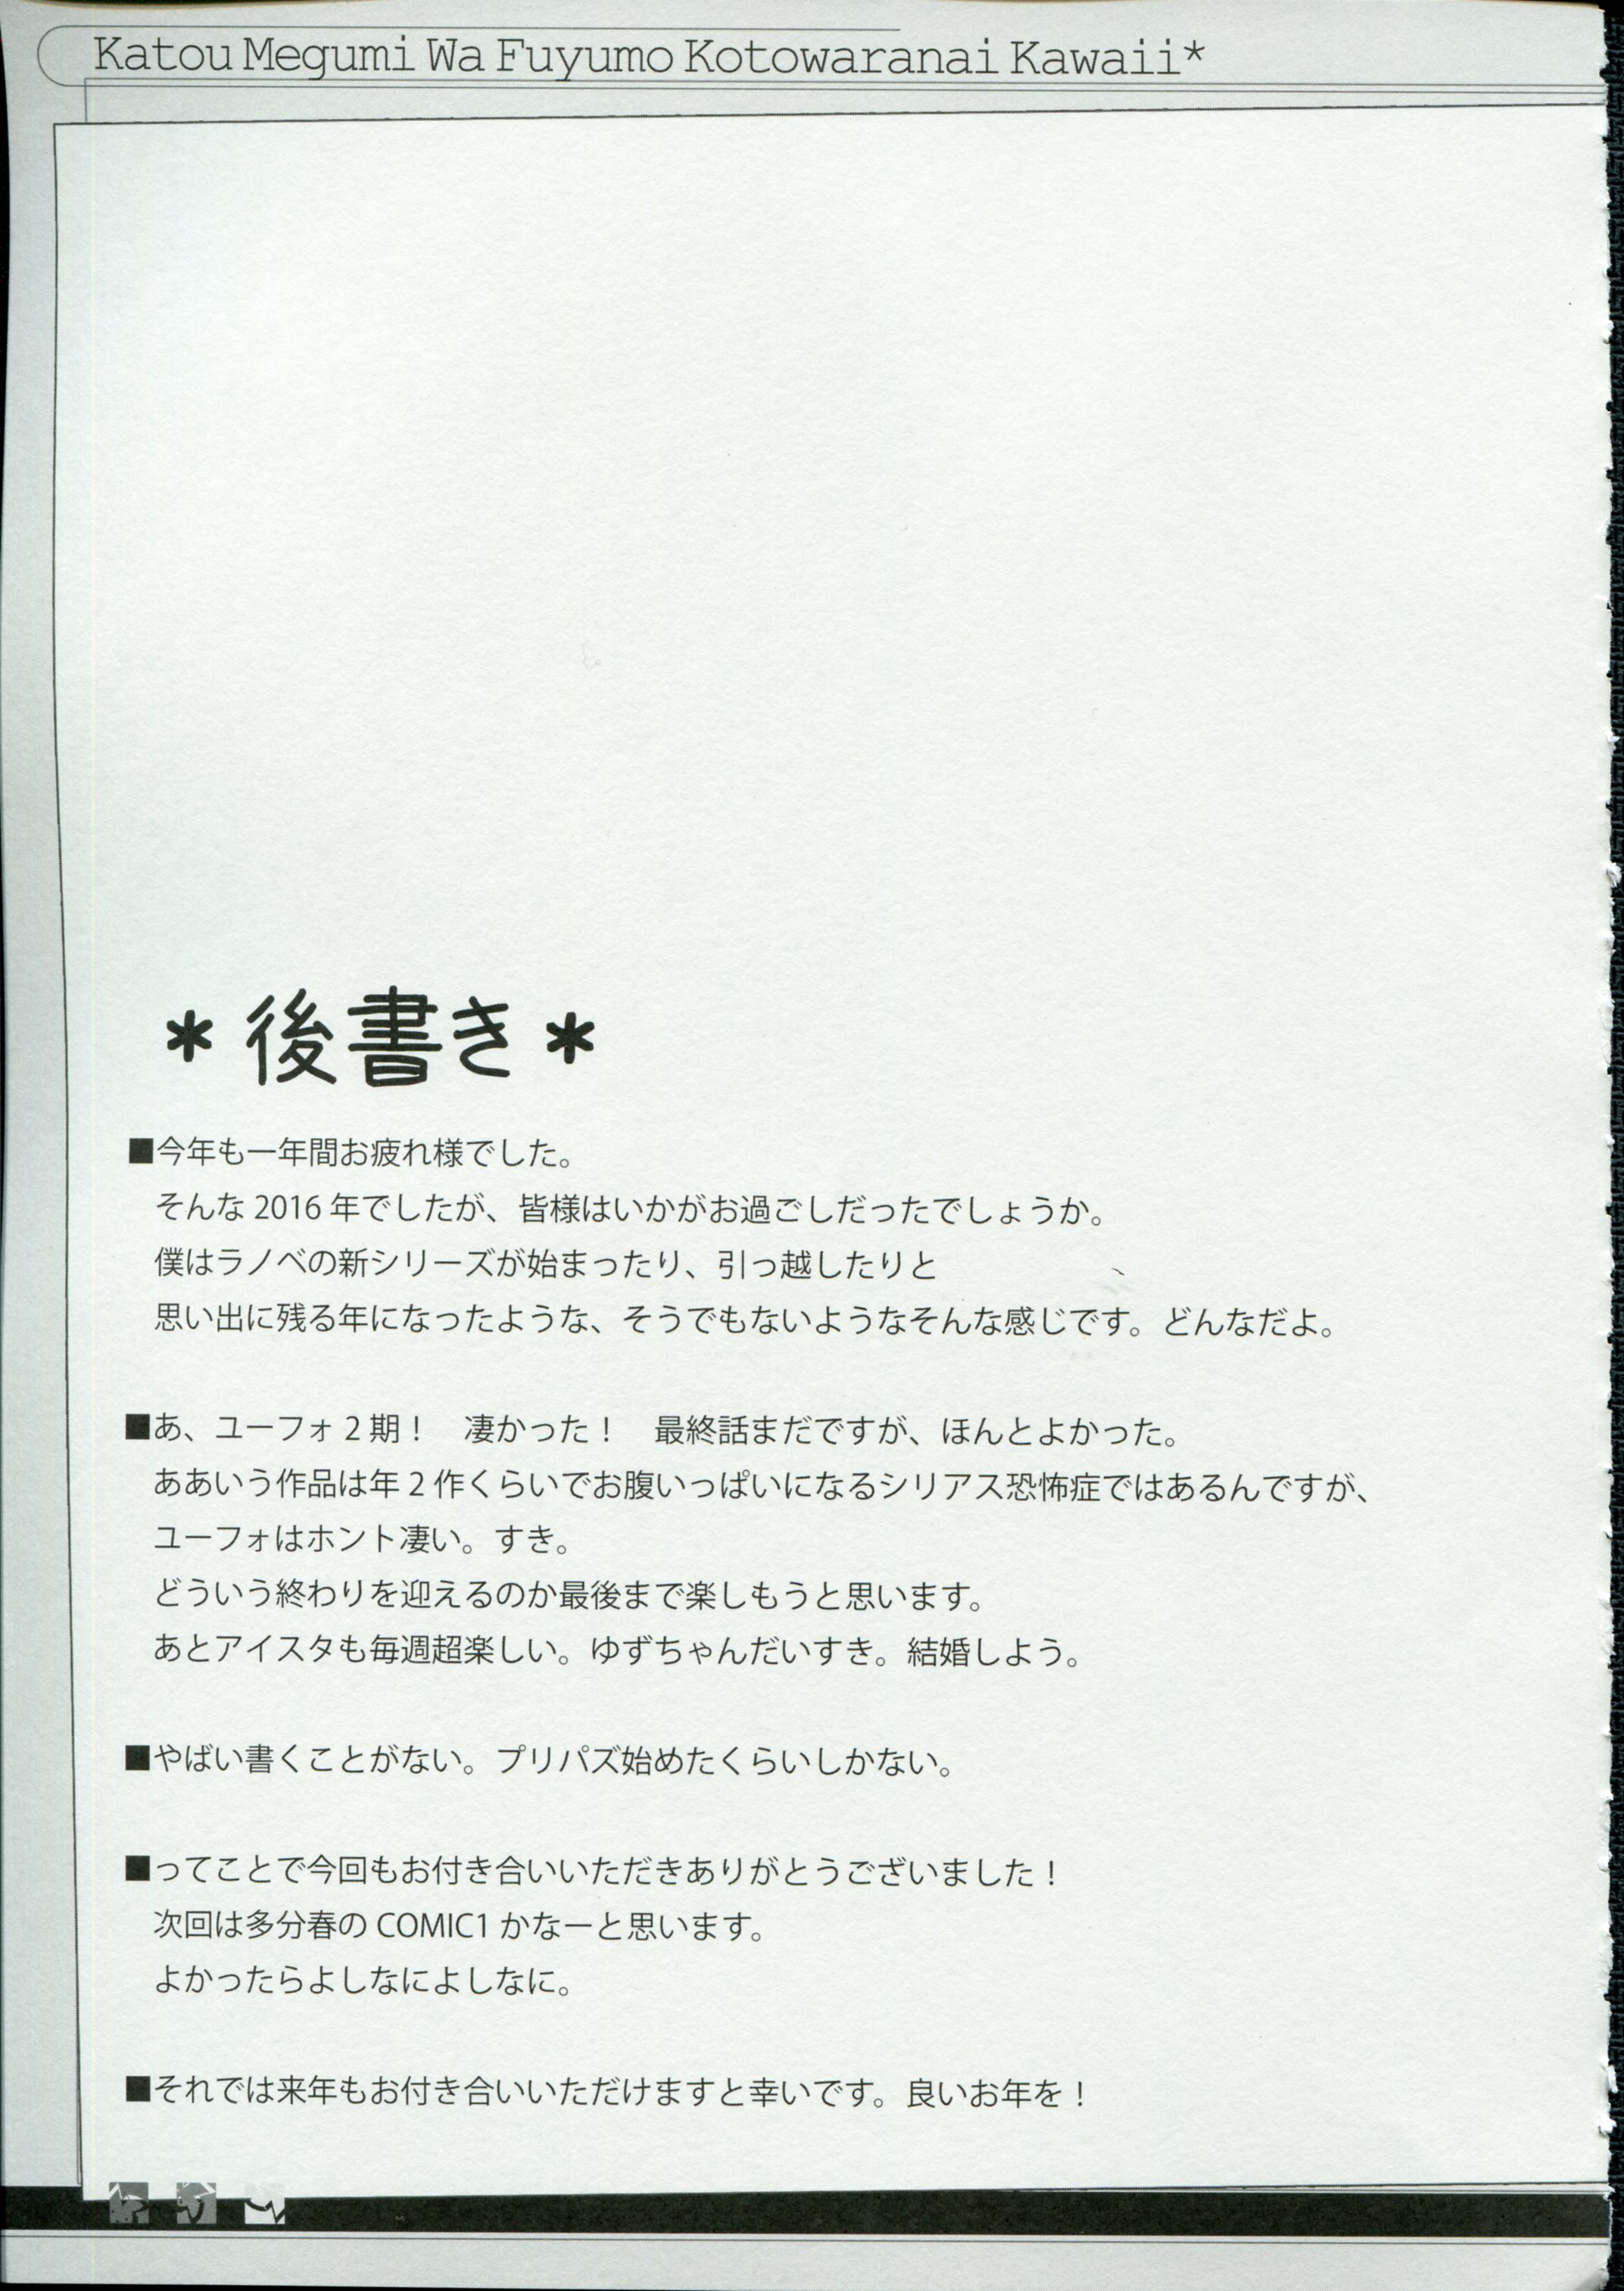 Katou Megumi Wa Fuyumo Kotowaranai Kawaii*
＊後書き＊
■今年も一年間お疲れ様でした。
そんな 2016 年でしたが、皆様はいかがお過ごしだったでしょうか。
僕はラノベの新シリーズが始まったり、引っ越したりと
思い出に残る年になったような、そうでもないようなそんな感じです。どんなだよ。
■あ、ユーフォ 2 期！　凄かった！　最終話まだですが、ほんとよかった。
ああいう作品は年 2 作くらいでお腹いっぱいになるシリアス恐怖症ではあるんですが、
ユーフォはホント凄い。すき。
どういう終わりを迎えるのか最後まで楽しもうと思います。
あとアイスタも毎週超楽しい。ゆずちゃんだいすき。結婚しよう。
■やばい書くことがない。プリパズ始めたくらいしかない。
■ってことで今回もお付き合いいただきありがとうございました！
次回は多分春の COMIC1 かなーと思います。
よかったらよしなによしなに。
■それでは来年もお付き合いいただけますと幸いです。良いお年を！